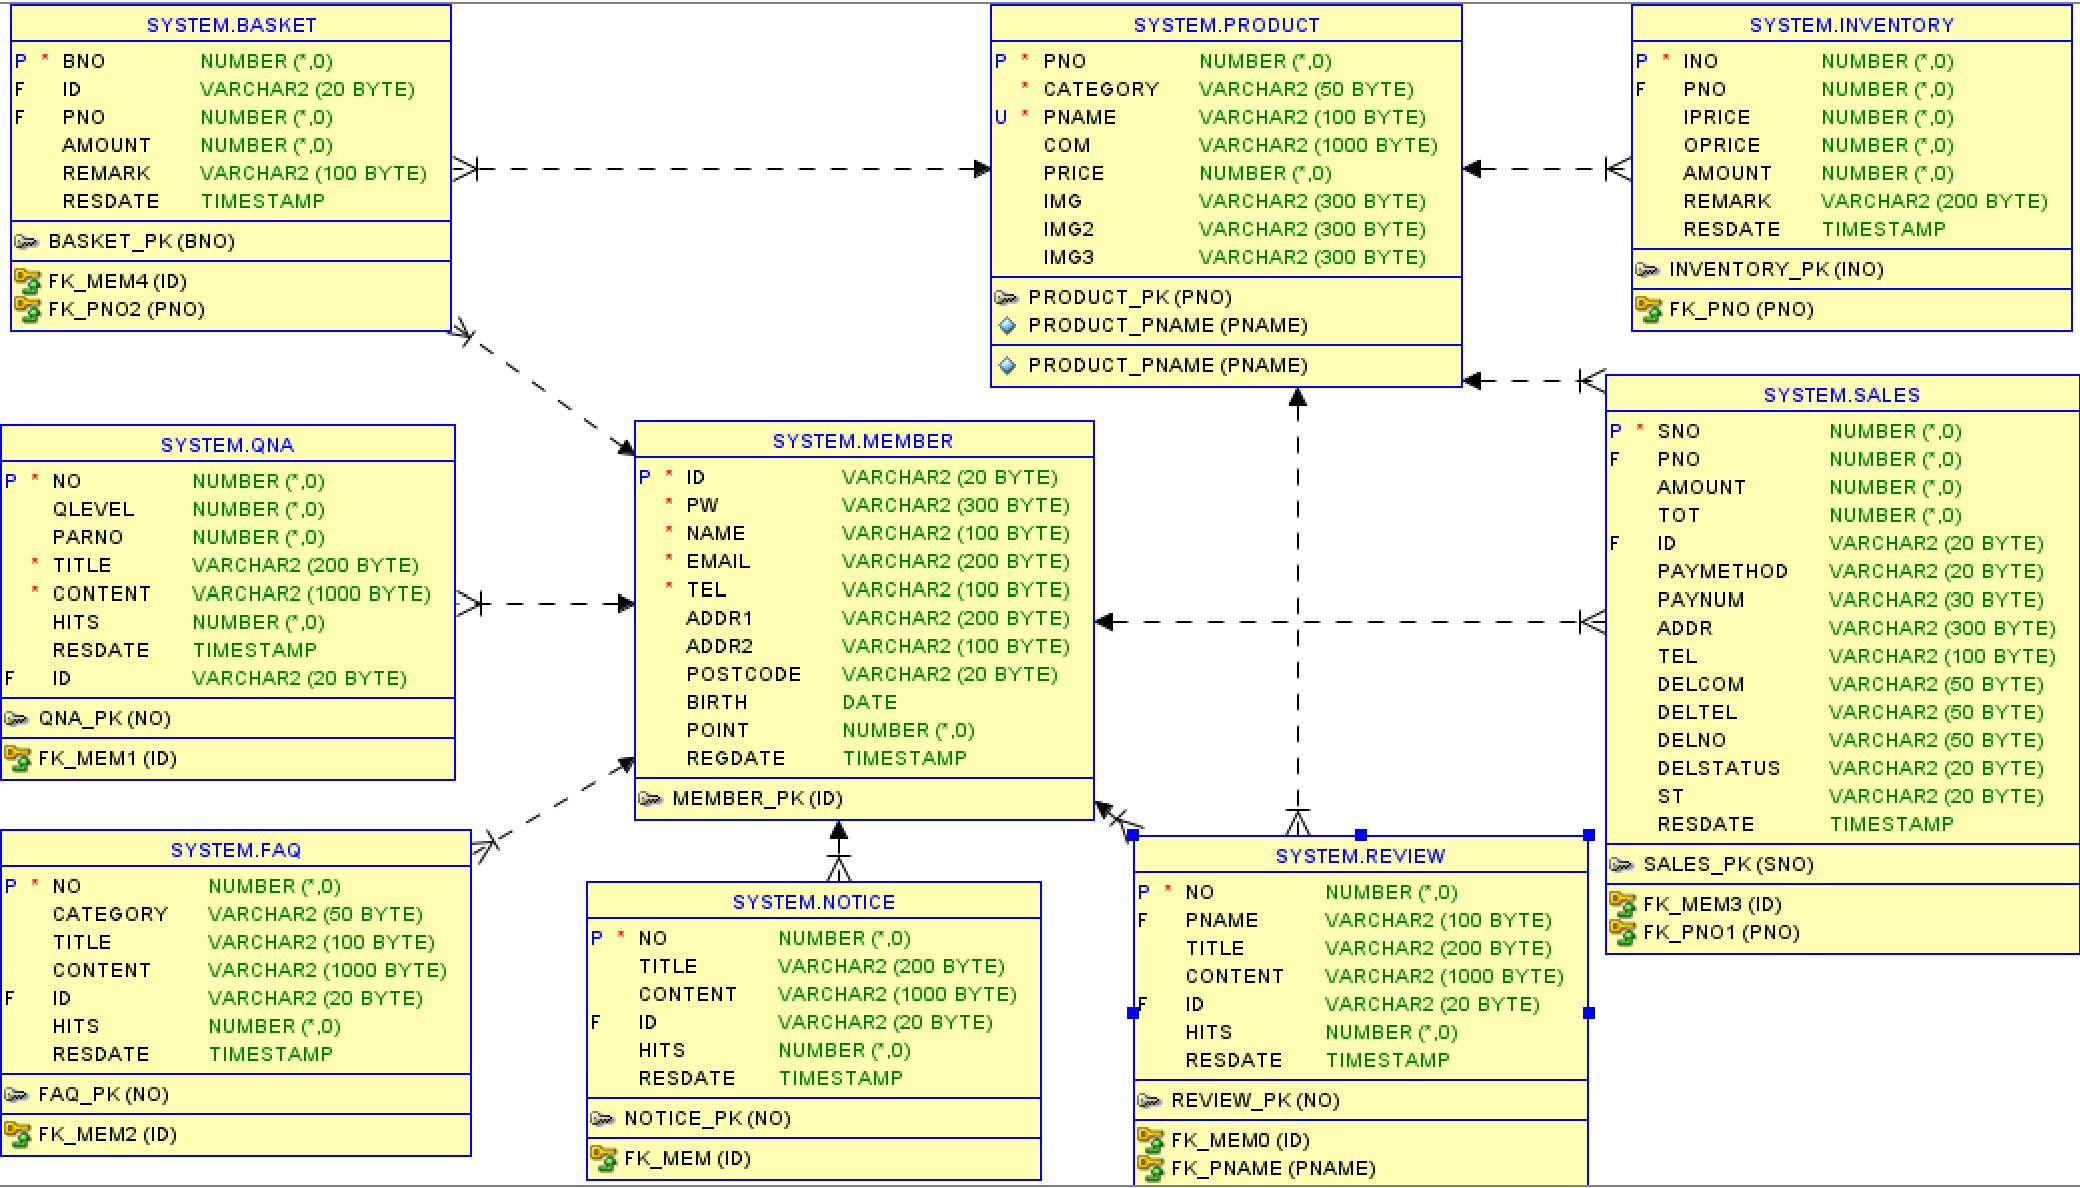 SYSTEM.BASKET
P * BNO NUMBER (*,0)
F ID VARCHAR2 (20 BYTE)
F PNO NUMBER (*,0)
AMOUNT NUMBER (*,0)
REMARK VARCHAR2 (100 BYTE)
RESDATE TIMESTAMP
BASKET_PK (BNO)
FK_MEM4 (ID)
FK_PNO2 (PNO)
SYSTEM.PRODUCT
P * PNO NUMBER (*,0)
* CATEGORY VARCHAR2 (50 BYTE)
U * PNAME VARCHAR2 (100 BYTE)
COM VARCHAR2 (1000 BYTE)
PRICE NUMBER (*,0)
IMG VARCHAR2 (300 BYTE)
IMG2 VARCHAR2 (300 BYTE)
IMG3 VARCHAR2 (300 BYTE)
PRODUCT_PK (PNO)
PRODUCT_PNAME (PNAME)
PRODUCT_PNAME (PNAME)
SYSTEM.INVENTORY
P * INO NUMBER (*,0)
F PNO NUMBER (*,0)
IPRICE NUMBER (*,0)
OPRICE NUMBER (*,0)
AMOUNT NUMBER (*,0)
REMARK VARCHAR2 (200 BYTE)
RESDATE TIMESTAMP
INVENTORY_PK (INO)
FK_PNO (PNO)
SYSTEM.QNA
P * NO NUMBER (*,0)
QLEVEL NUMBER (*,0)
PARNO NUMBER (*,0)
* TITLE VARCHAR2 (200 BYTE)
* CONTENT VARCHAR2 (1000 BYTE)
HITS NUMBER (*,0)
RESDATE TIMESTAMP
F ID VARCHAR2 (20 BYTE)
QNA_PK (NO)
FK_MEM1 (ID)
SYSTEM.MEMBER
P * ID VARCHAR2 (20 BYTE)
* PW VARCHAR2 (300 BYTE)
* NAME VARCHAR2 (100 BYTE)
* EMAIL VARCHAR2 (200 BYTE)
* TEL VARCHAR2 (100 BYTE)
ADDR1 VARCHAR2 (200 BYTE)
ADDR2 VARCHAR2 (100 BYTE)
POSTCODE VARCHAR2 (20 BYTE)
BIRTH DATE
POINT NUMBER (*,0)
REGDATE TIMESTAMP
MEMBER_PK (ID)
SYSTEM.SALES
P * SNO NUMBER (*,0)
F PNO NUMBER (*,0)
AMOUNT NUMBER (*,0)
TOT NUMBER (*,0)
F ID VARCHAR2 (20 BYTE)
PAYMETHOD VARCHAR2 (20 BYTE)
PAYNUM VARCHAR2 (30 BYTE)
ADDR VARCHAR2 (300 BYTE)
TEL VARCHAR2 (100 BYTE)
DELCOM VARCHAR2 (50 BYTE)
DELTEL VARCHAR2 (50 BYTE)
DELNO VARCHAR2 (50 BYTE)
DELSTATUS VARCHAR2 (20 BYTE)
ST VARCHAR2 (20 BYTE)
RESDATE TIMESTAMP
SALES_PK (SNO)
FK_MEM3 (ID)
FK_PNO1 (PNO)
SYSTEM.FAQ
P * NO NUMBER (*,0)
CATEGORY VARCHAR2 (50 BYTE)
TITLE VARCHAR2 (100 BYTE)
CONTENT VARCHAR2 (1000 BYTE)
F ID VARCHAR2 (20 BYTE)
HITS NUMBER (*,0)
RESDATE TIMESTAMP
FAQ_PK (NO)
FK_MEM2 (ID)
SYSTEM.NOTICE
P * NO NUMBER (*,0)
TITLE VARCHAR2 (200 BYTE)
CONTENT VARCHAR2 (1000 BYTE)
F ID VARCHAR2 (20 BYTE)
HITS NUMBER (*,0)
RESDATE TIMESTAMP
NOTICE_PK (NO)
FK_MEM (ID)
SYSTEM.REVIEW
P * NO NUMBER (*,0)
F PNAME VARCHAR2 (100 BYTE)
TITLE VARCHAR2 (200 BYTE)
CONTENT VARCHAR2 (1000 BYTE)
F ID VARCHAR2 (20 BYTE)
HITS NUMBER (*,0)
RESDATE TIMESTAMP
REVIEW_PK (NO)
FK_MEM0 (ID)
FK_PNAME (PNAME)